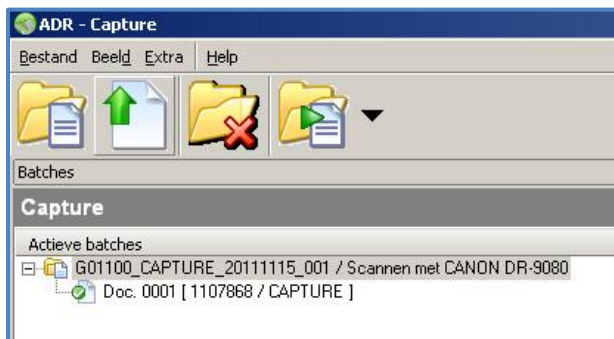 ADR - Capture
Bestand Beeld Extra Help
Batches
Capture
Actieve batches
G01100_CAPTURE_20111115_001 / Scannen met CANON DR-9080
Doc. 0001 [ 1107868 / CAPTURE ]